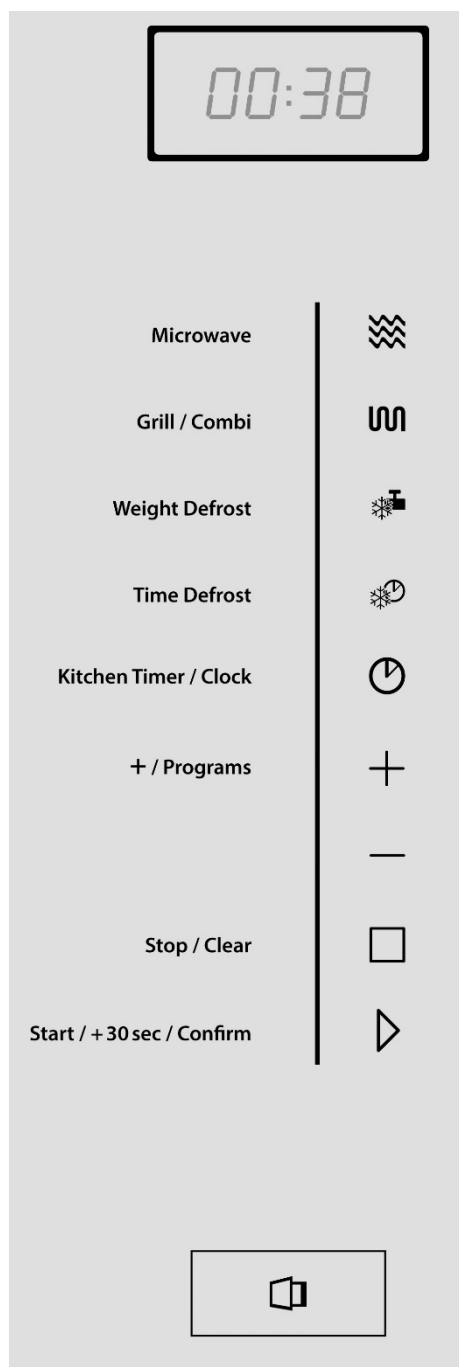 00:38
Microwave
Grill / Combi
Weight Defrost
Time Defrost
Kitchen Timer / Clock
+ / Programs
Stop / Clear
Start / +30 sec / Confirm